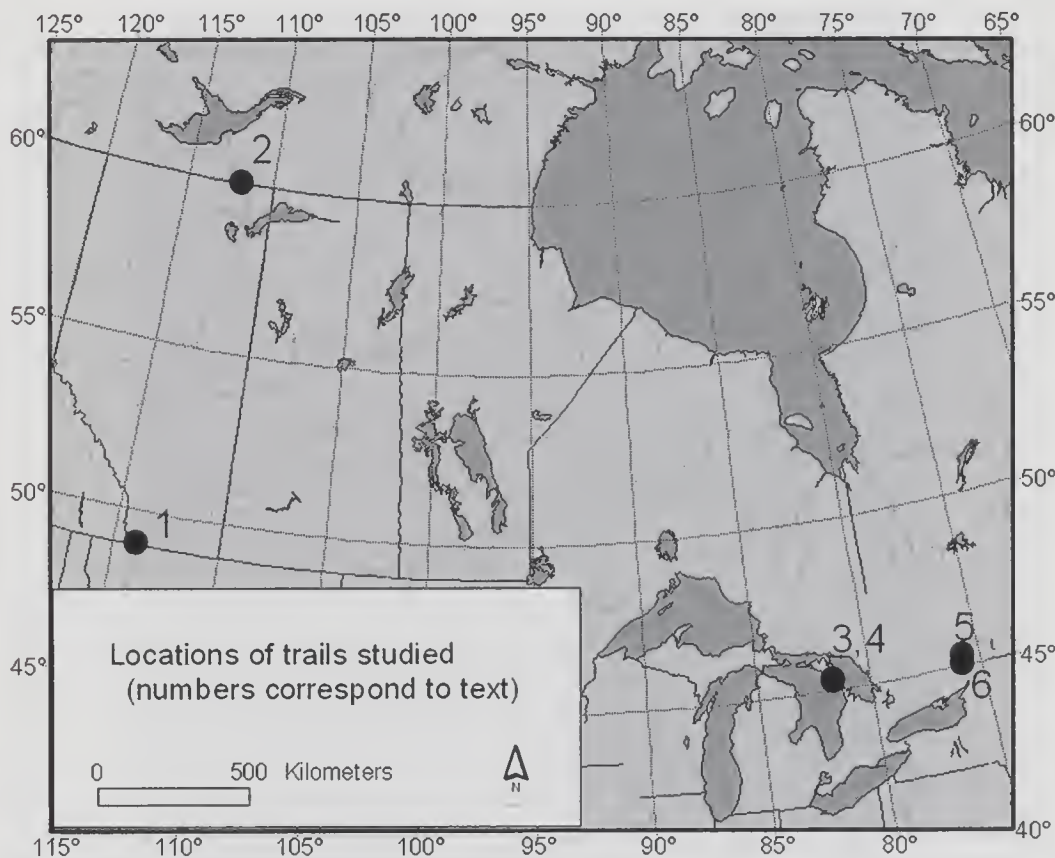 125° 120° 115° 110° 105° 100° 95° 90° 85° 80° 75° 70° 65°
60° 60°
2
55° 55°
50° 50°
1
45° 45°
3,4 5
6
Locations of trails studied
(numbers correspond to text)
0 500 Kilometers
N
40°
115° 110° 105° 100° 95° 90° 85° 80°